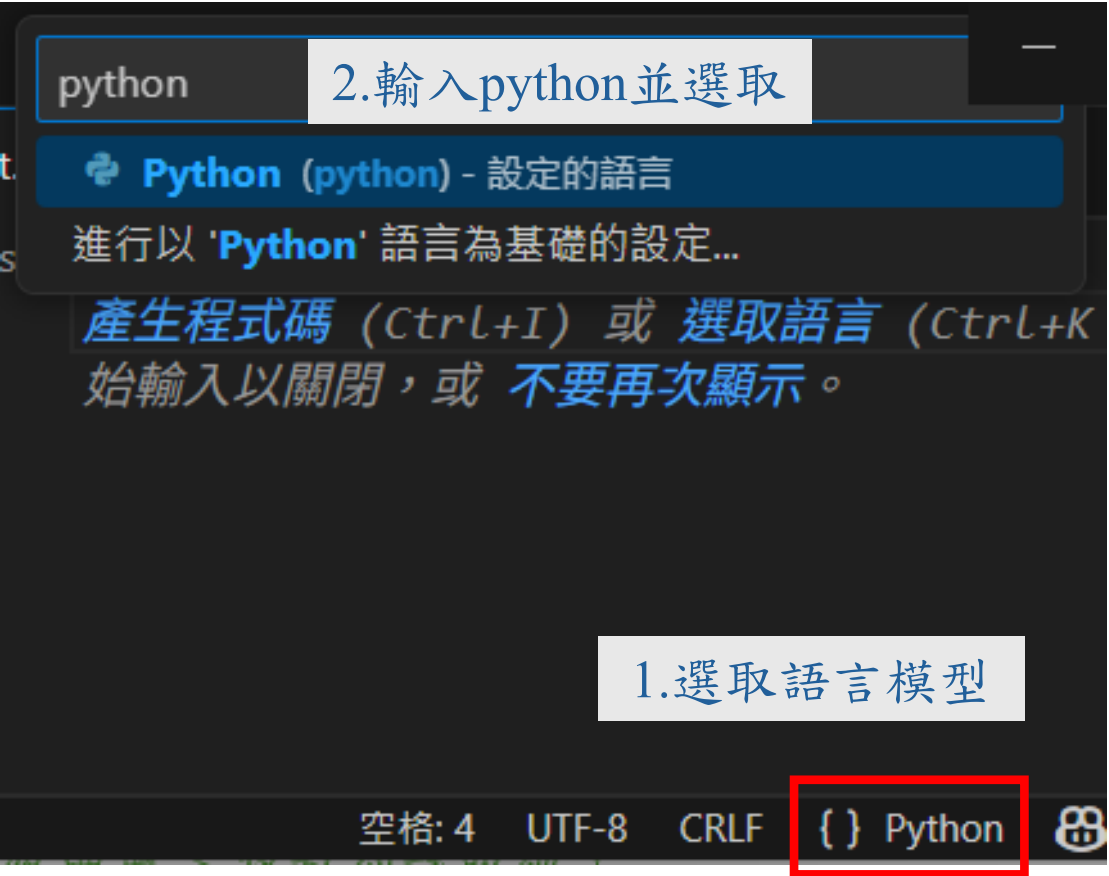 python
2.輸入python並選取
t.
Python (python) - 設定的語言
s
進行以 'Python' 語言為基礎的設定...
產生程式碼 (Ctrl+I) 或 選取語言 (Ctrl+K
始輸入以關閉，或 不要再次顯示。
1.選取語言模型
空格: 4 UTF-8 CRLF { } Python